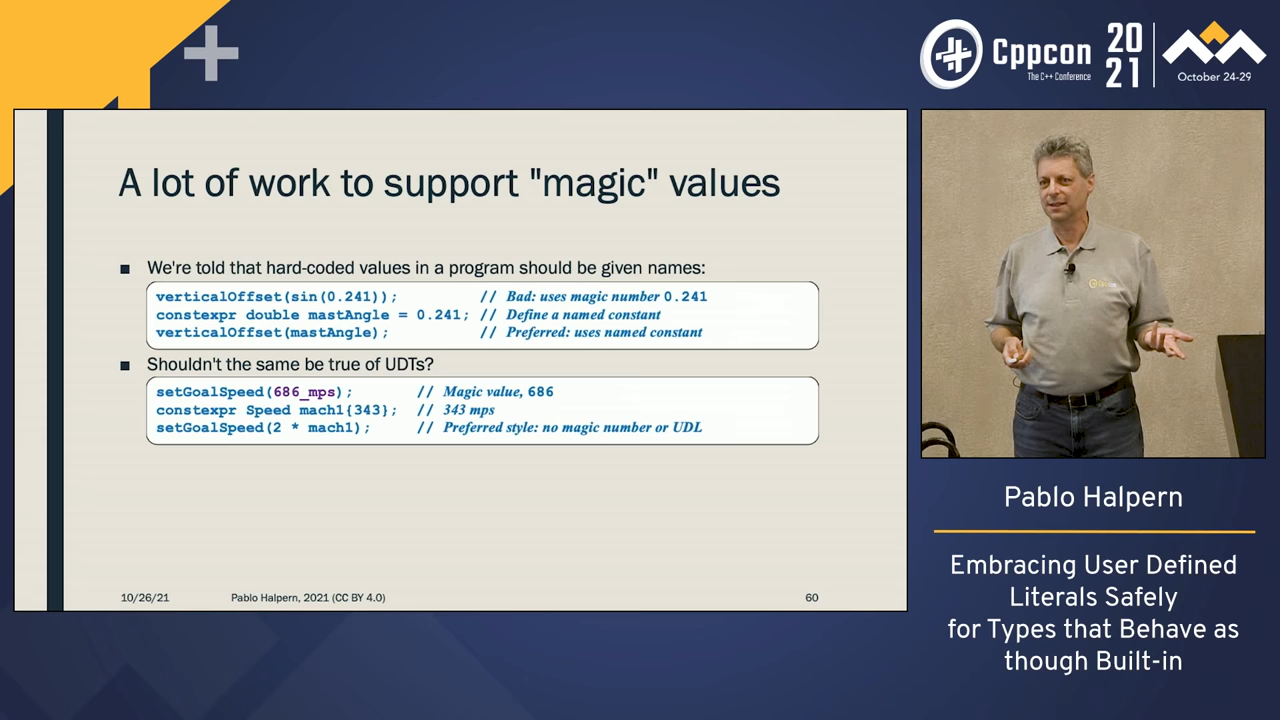 Cppcon
The C++ Conference
20
21
October 24-29
A lot of work to support "magic" values
■ We're told that hard-coded values in a program should be given names:
verticalOffset(sin(0.241)); // Bad: uses magic number 0.241
constexpr double mastAngle = 0.241; // Define a named constant
verticalOffset(mastAngle); // Preferred: uses named constant
■ Shouldn't the same be true of UDTs?
setGoalSpeed(686_mps); // Magic value, 686
constexpr Speed mach1{343}; // 343 mps
setGoalSpeed(2 * mach1); // Preferred style: no magic number or UDL
10/26/21 Pablo Halpern, 2021 (CC BY 4.0) 60
Pablo Halpern
Embracing User Defined
Literals Safely
for Types that Behave as
though Built-in